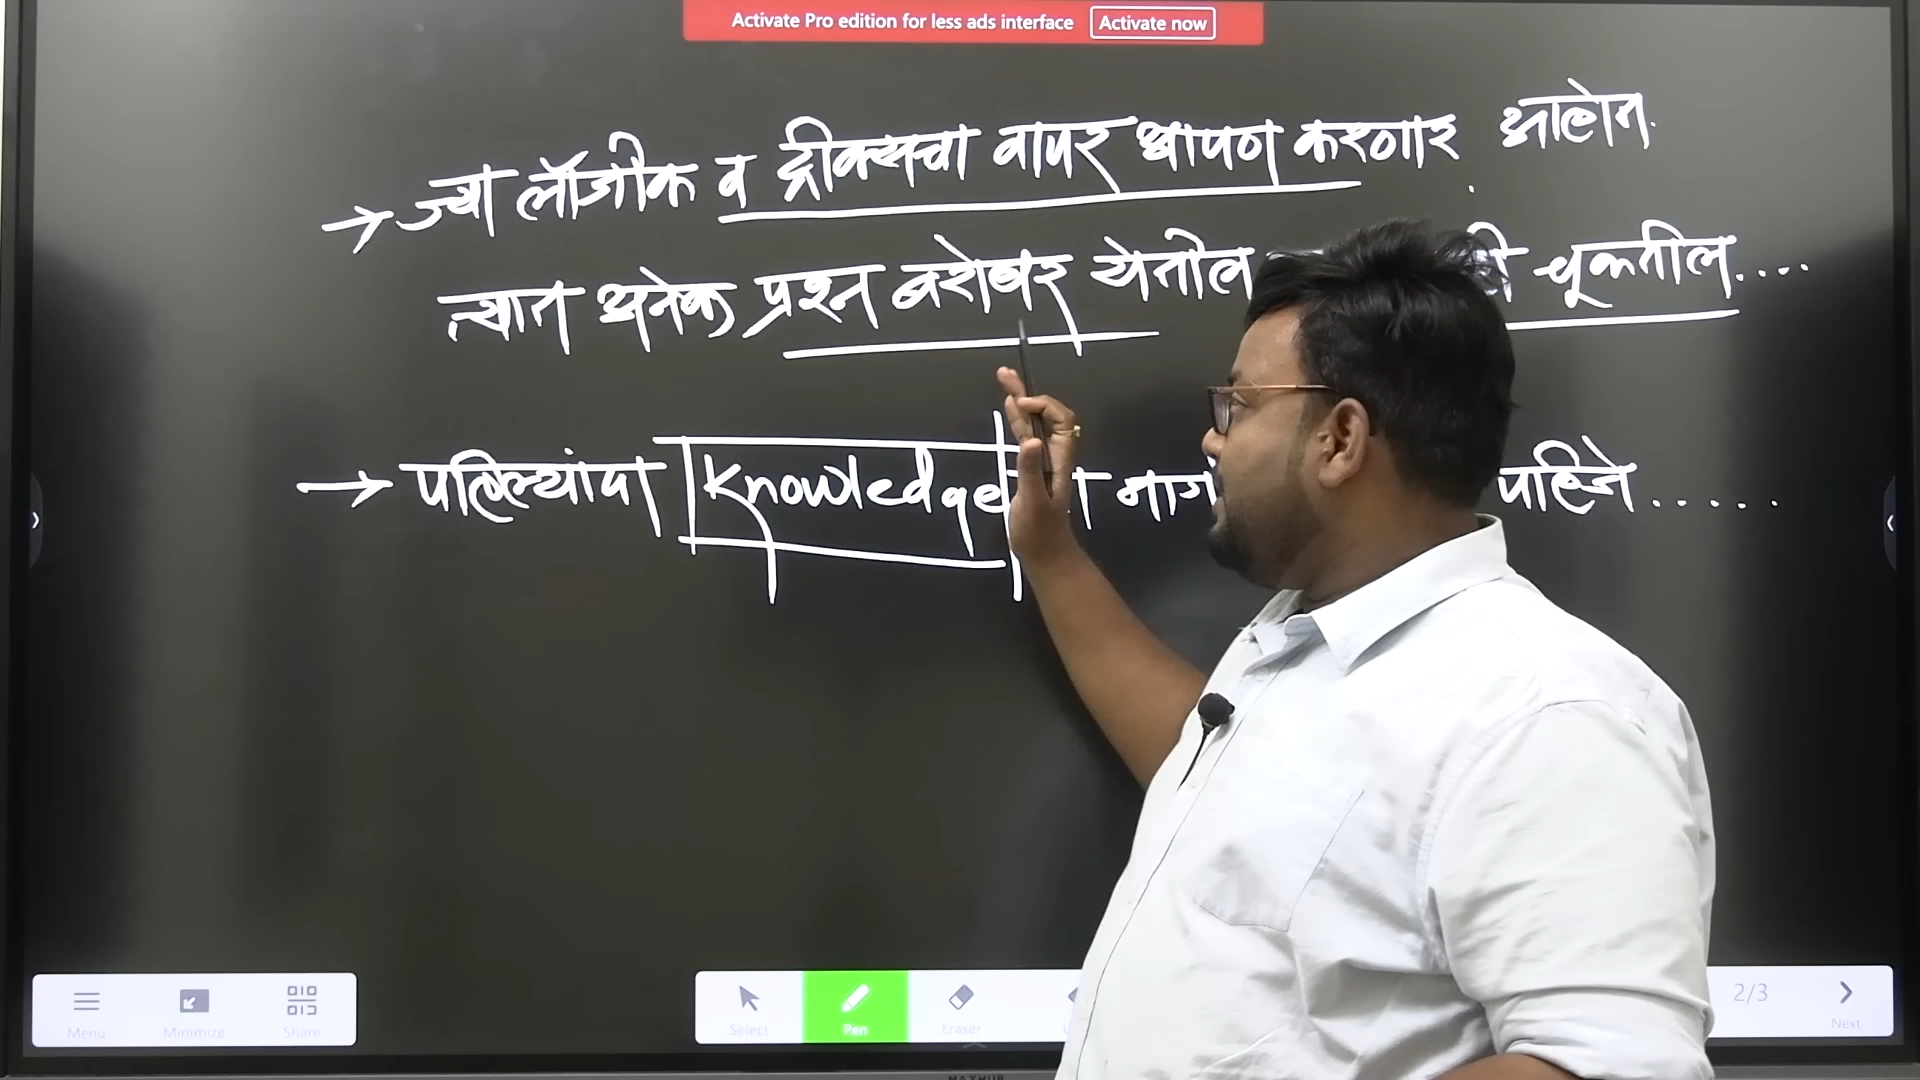 Activate Pro edition for less ads interface Activate now
→ ज्या लॉजीक व ट्रीक्सचा वापर आपण करणार आहोत.
त्यात अनेक प्रश्न बरोबर येतील चूकतील....
→ पहिल्यांदा Knowledge पहिजे.....
Menu Minimize Share Select Pen Eraser 2/3 Next